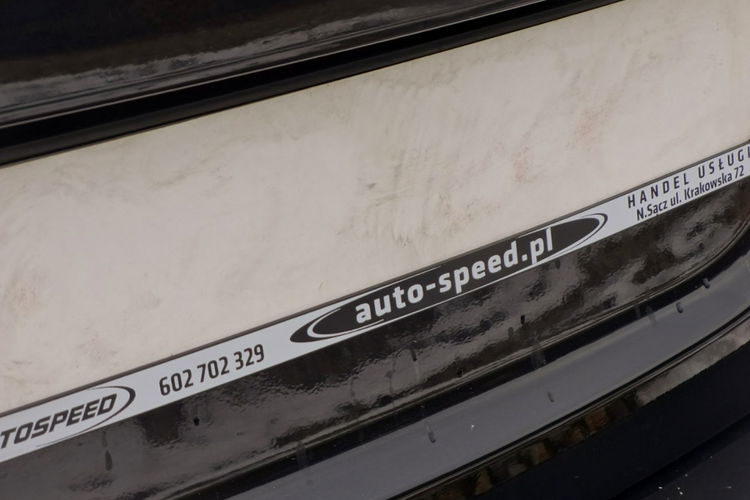 TOSPEED
602 702 329
auto-speed.pl
HANDEL USŁUGI
N.Sącz ul. Krakowska 72